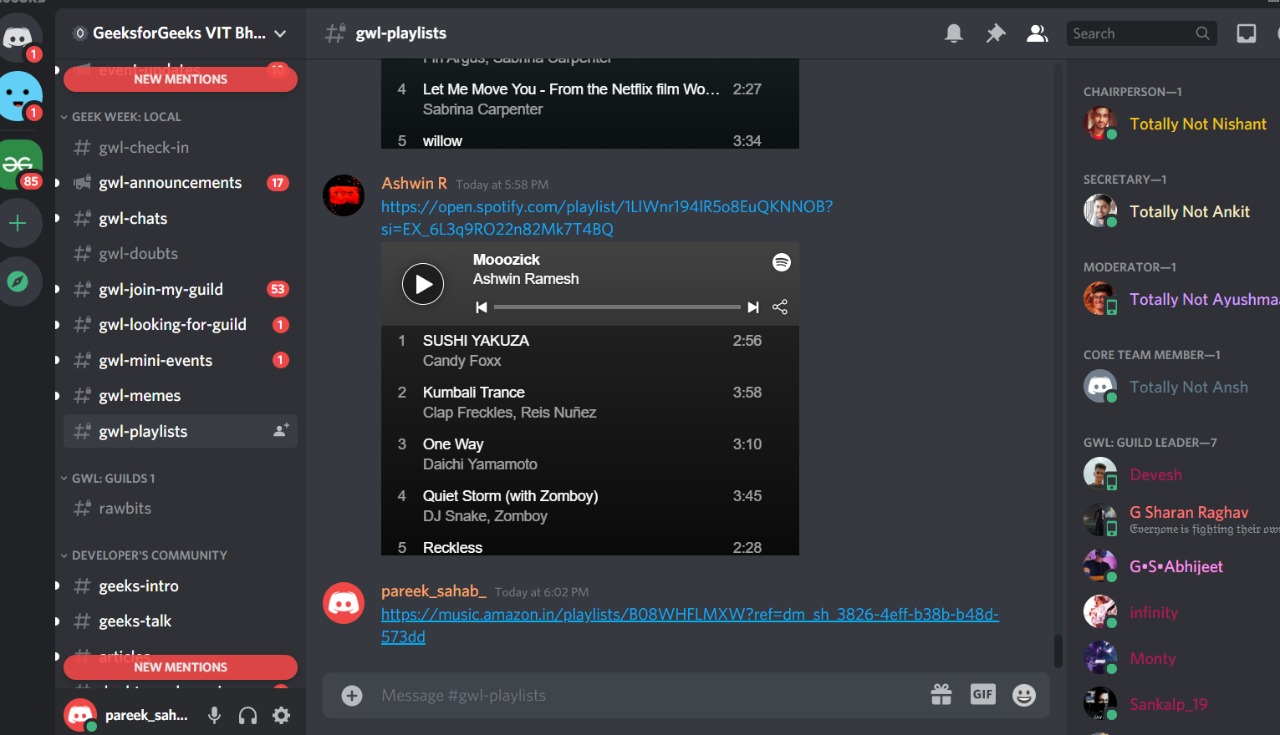 1
1
85
GeeksforGeeks VIT Bh...
event-updates
NEW MENTIONS
GEEK WEEK: LOCAL
gwl-check-in
gwl-announcements 17
gwl-chats
gwl-doubts
gwl-join-my-guild 53
gwl-looking-for-guild 1
gwl-mini-events 1
gwl-memes
gwl-playlists
GWL: GUILDS 1
rawbits
DEVELOPER'S COMMUNITY
geeks-intro
geeks-talk
articles
NEW MENTIONS
pareek_sah...
gwl-playlists
Search
Fin Argus, Sabrina Carpenter
4 Let Me Move You - From the Netflix film Wo... 2:27
Sabrina Carpenter
5 willow 3:34
Ashwin R Today at 5:58 PM
https://open.spotify.com/playlist/1LIWnr194lR5o8EuQKNNOB?
si=EX_6L3q9RO22n82Mk7T4BQ
Mooozick
Ashwin Ramesh
1 SUSHI YAKUZA 2:56
Candy Foxx
2 Kumbali Trance 3:58
Clap Freckles, Reis Nuñez
3 One Way 3:10
Daichi Yamamoto
4 Quiet Storm (with Zomboy) 3:45
DJ Snake, Zomboy
5 Reckless 2:28
pareek_sahab_ Today at 6:02 PM
https://music.amazon.in/playlists/B08WHFLMXW?ref=dm_sh_3826-4eff-b38b-b48d-
573dd
Message #gwl-playlists
GIF
CHAIRPERSON—1
Totally Not Nishant
SECRETARY—1
Totally Not Ankit
MODERATOR—1
Totally Not Ayushma
CORE TEAM MEMBER—1
Totally Not Ansh
GWL: GUILD LEADER—7
Devesh
G Sharan Raghav
Everyone is fighting their own
G•S•Abhijeet
infinity
Monty
Sankalp_19